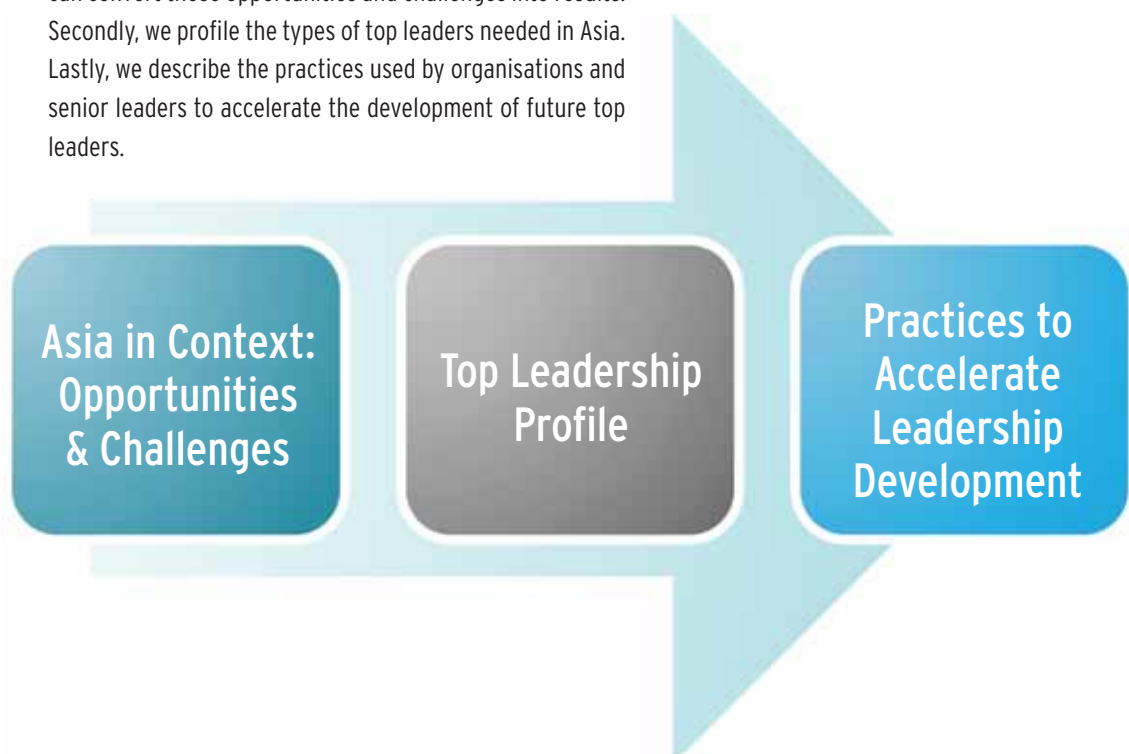 Secondly, we profile the types of top leaders needed in Asia.
Lastly, we describe the practices used by organisations and
senior leaders to accelerate the development of future top
leaders.
Asia in Context:
Opportunities
& Challenges
Top Leadership
Profile
Practices to
Accelerate
Leadership
Development